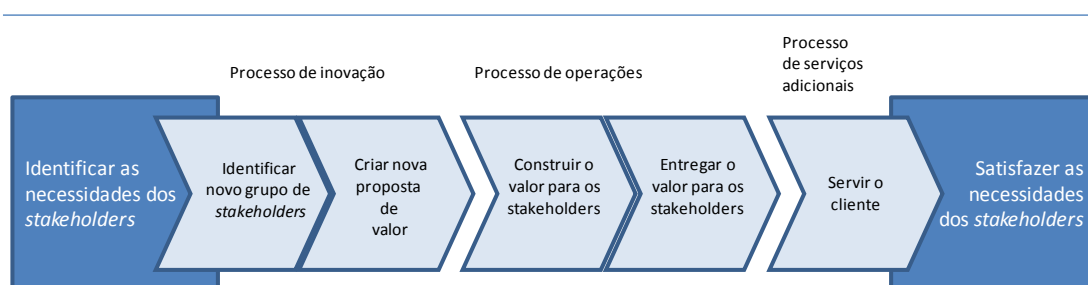 Processo de inovação
Processo de operações
Processo
de serviços
adicionais
Identificar as
necessidades dos
stakeholders
Identificar
novo grupo de
stakeholders
Criar nova
proposta
de
valor
Construir o
valor para os
stakeholders
Entregar o
valor para os
stakeholders
Servir o
cliente
Satisfazer as
necessidades
dos stakeholders